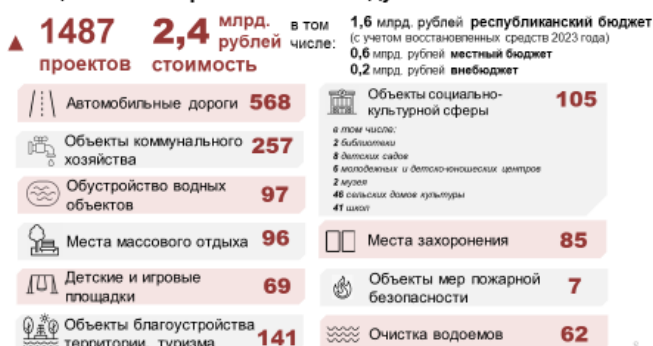 1487
проектов
2,4 млрд. рублей
стоимость
в том числе:
1,6 млрд. рублей республиканский бюджет
(с учетом восстановленных средств 2023 года)
0,6 млрд. рублей местный бюджет
0,2 млрд. рублей внебюджет
Автомобильные дороги 568
Объекты коммунального
хозяйства 257
Обустройство водных
объектов 97
Места массового отдыха 96
Детские и игровые
площадки 69
Объекты благоустройства
территории, туризма 141
Объекты социально-
культурной сферы 105
в том числе:
2 библиотеки
8 детских садов
6 молодежных и детско-юношеских центров
2 музея
46 сельских домов культуры
41 школ
Места захоронения 85
Объекты мер пожарной
безопасности 7
Очистка водоемов 62